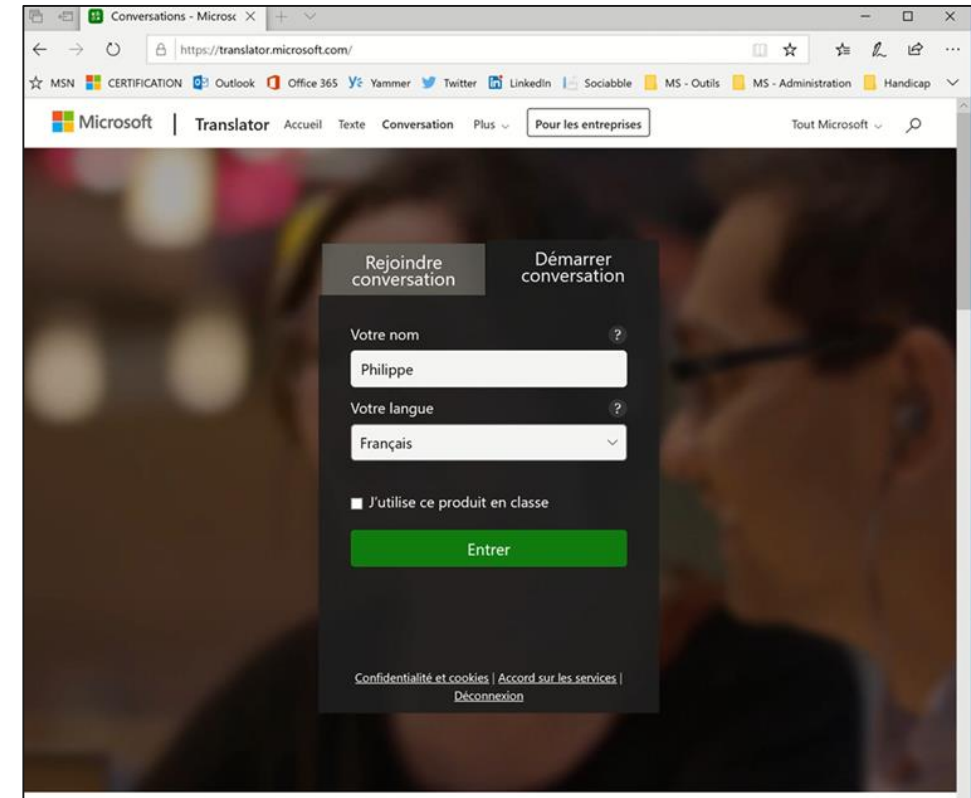 Conversations - Microsc
https://translator.microsoft.com/
MSN CERTIFICATION Outlook Office 365 Yammer Twitter LinkedIn Sociabble MS - Outils MS - Administration Handicap
Microsoft | Translator Accueil Texte Conversation Plus Pour les entreprises Tout Microsoft
Rejoindre conversation
Démarrer conversation
Votre nom ?
Philippe
Votre langue ?
Français
J'utilise ce produit en classe
Entrer
Confidentialité et cookies | Accord sur les services |
Déconnexion